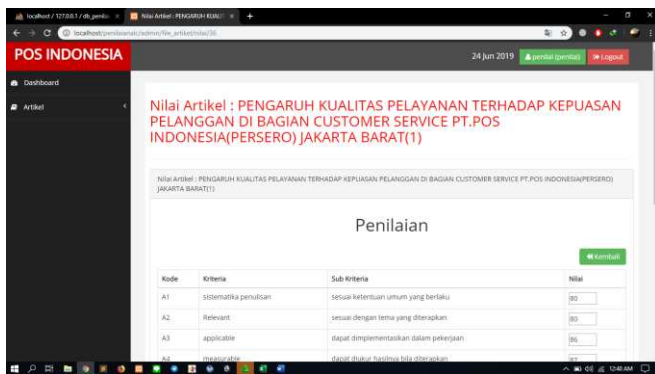 localhost / 127.0.0.1 / db_penila
Nilai Artikel : PENGARUH KUALIT
localhost/penilaianalc/admin/file_artikel/nilai/36
POS INDONESIA
24 Jun 2019
penilai (penilai)
Logout
Dashboard
Artikel
Nilai Artikel : PENGARUH KUALITAS PELAYANAN TERHADAP KEPUASAN
PELANGGAN DI BAGIAN CUSTOMER SERVICE PT.POS
INDONESIA(PERSERO) JAKARTA BARAT(1)
Nilai Artikel : PENGARUH KUALITAS PELAYANAN TERHADAP KEPUASAN PELANGGAN DI BAGIAN CUSTOMER SERVICE PT.POS INDONESIA(PERSERO)
JAKARTA BARAT(1)
Penilaian
Kembali
Kode Kriteria Sub Kriteria Nilai
A1 sistematika penulisan sesuai ketentuan umum yang berlaku 80
A2 Relevant sesuai dengan tema yang diterapkan 80
A3 applicable dapat dimplementasikan dalam pekerjaan 86
A4 measurable dapat diukur hasilnya bila diterapkan 87
12:40 AM